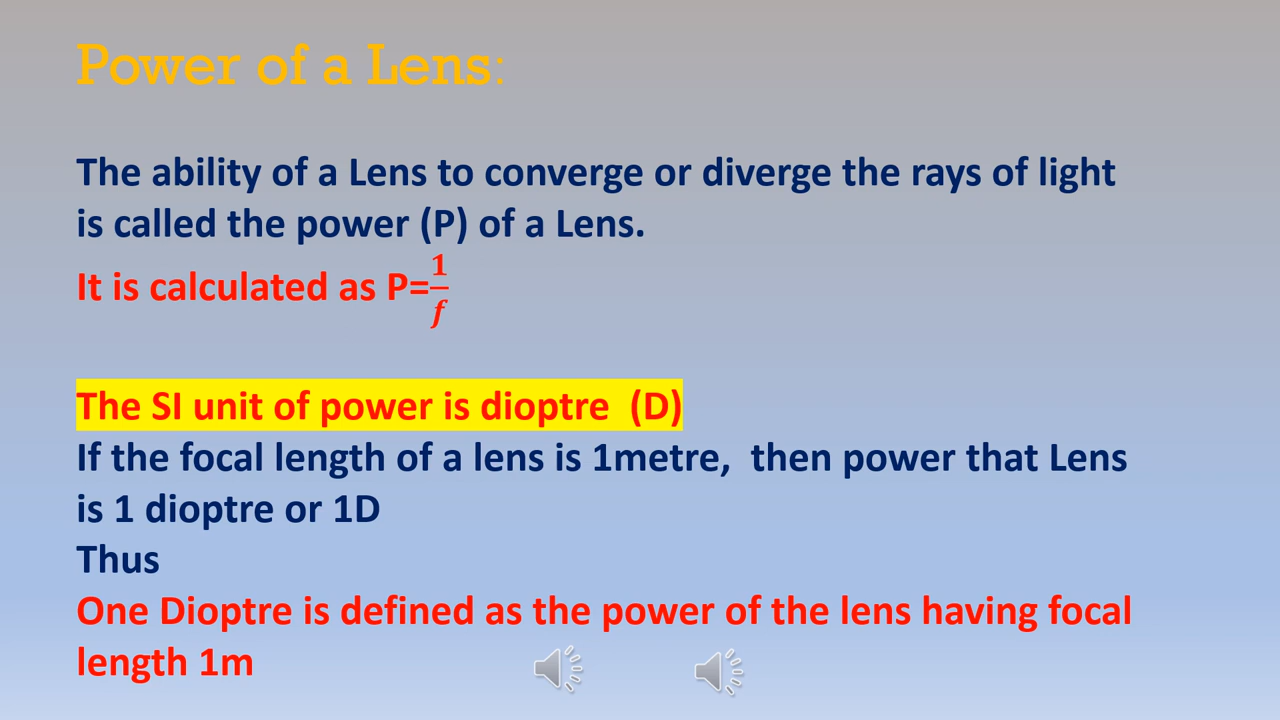 Power of a Lens:
The ability of a Lens to converge or diverge the rays of light
is called the power (P) of a Lens.
It is calculated as P=1/f
The SI unit of power is dioptre  (D)
If the focal length of a lens is 1metre,  then power that Lens
is 1 dioptre or 1D
Thus
One Dioptre is defined as the power of the lens having focal
length 1m